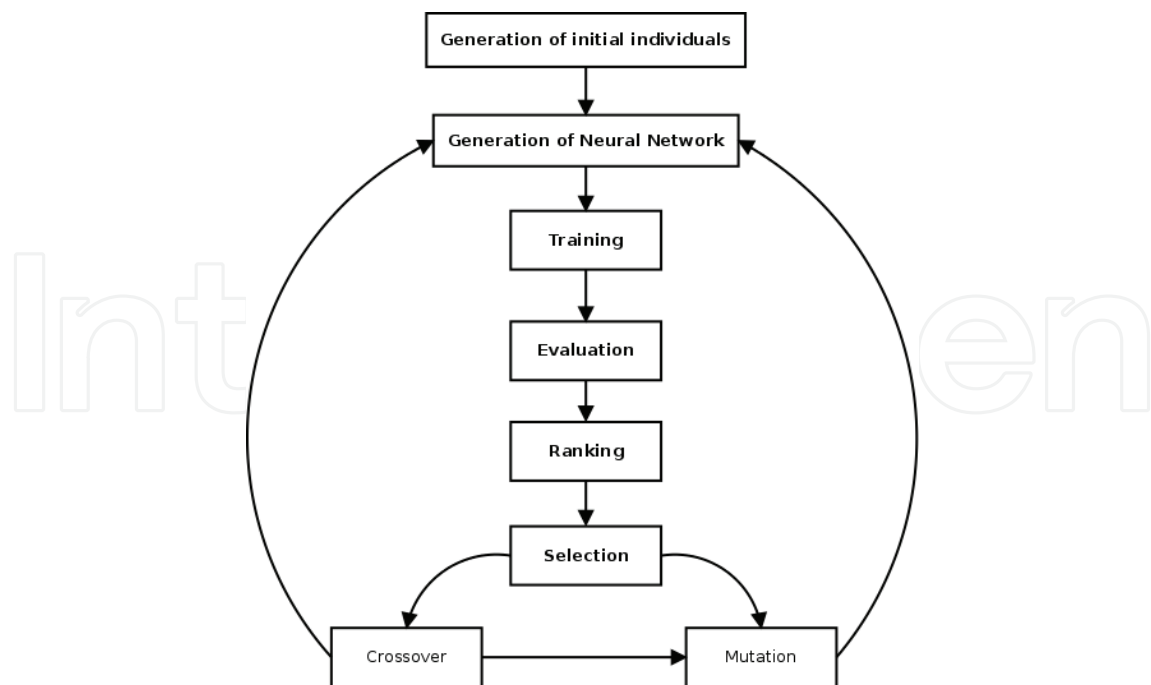 Generation of initial individuals
Generation of Neural Network
Training
Evaluation
Ranking
Selection
Crossover
Mutation